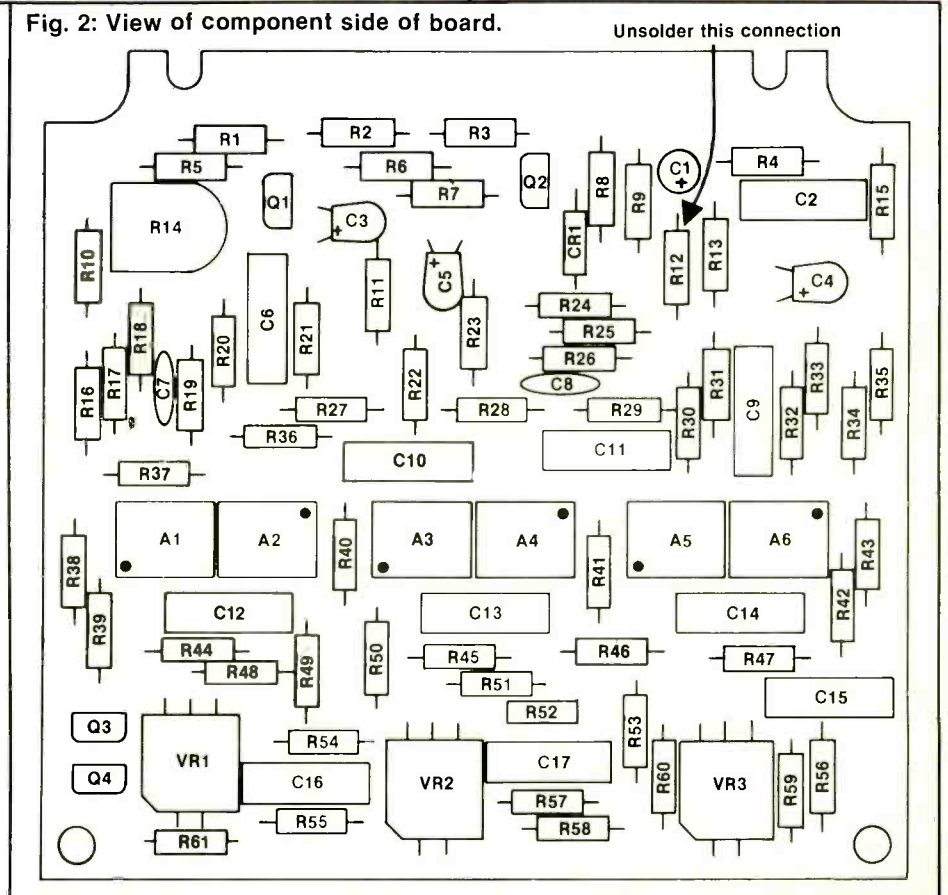 Fig. 2: View of component side of board.
Unsolder this connection
R1
R2
R3
R5
R6
R7
Q1
Q2
R8
R9
C1
+
R4
C2
R15
R14
C3
+
R10
R11
C5
+
CR1
R12
R13
C4
+
R18
R20
C6
R21
R23
R24
R25
R26
C8
R16
R17
C7
R19
R22
R27
R28
R29
R30
R31
C9
R32
R33
R34
R35
R36
C10
C11
R37
A1
A2
A3
A4
A5
A6
R38
R40
R41
R43
R39
C12
C13
C14
R42
R44
R48
R49
R50
R45
R51
R46
R47
R52
C15
Q3
Q4
VR1
R54
C16
R55
R61
VR2
C17
R57
R58
R53
R60
VR3
R59
R56